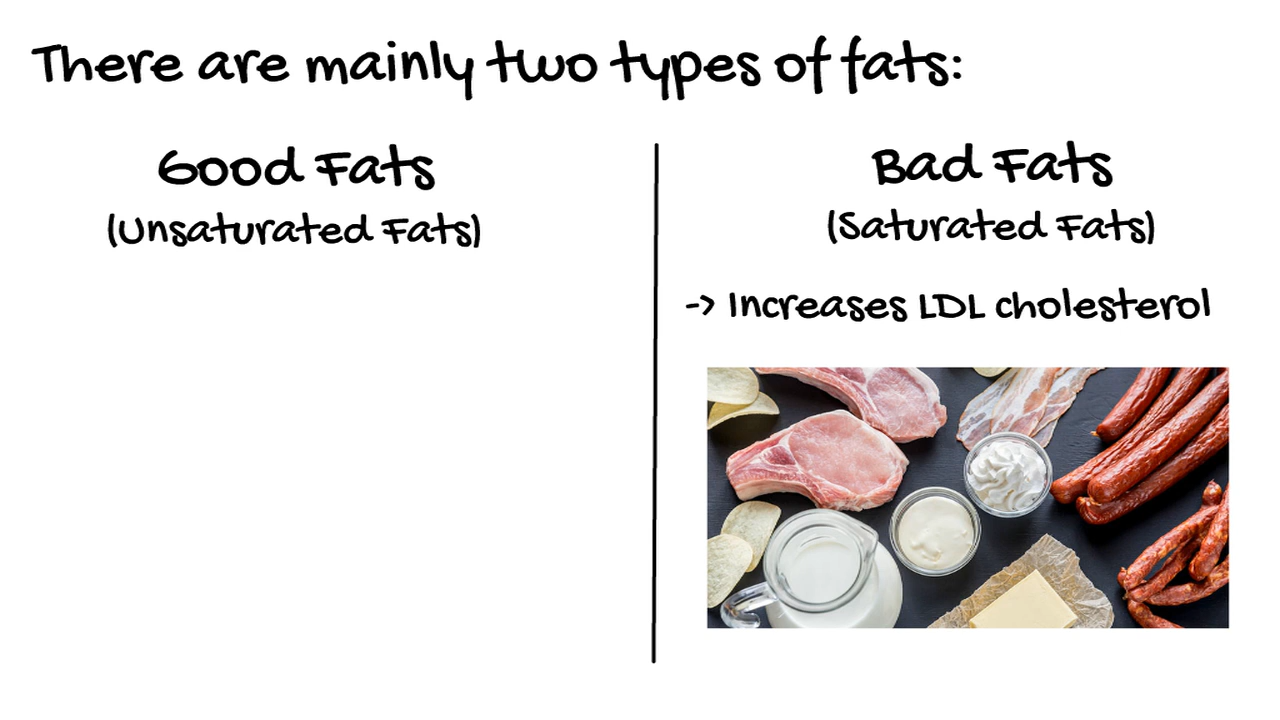 There are mainly two types of fats:
Good Fats
(Unsaturated Fats)
Bad Fats
(Saturated Fats)
-> Increases LDL cholesterol